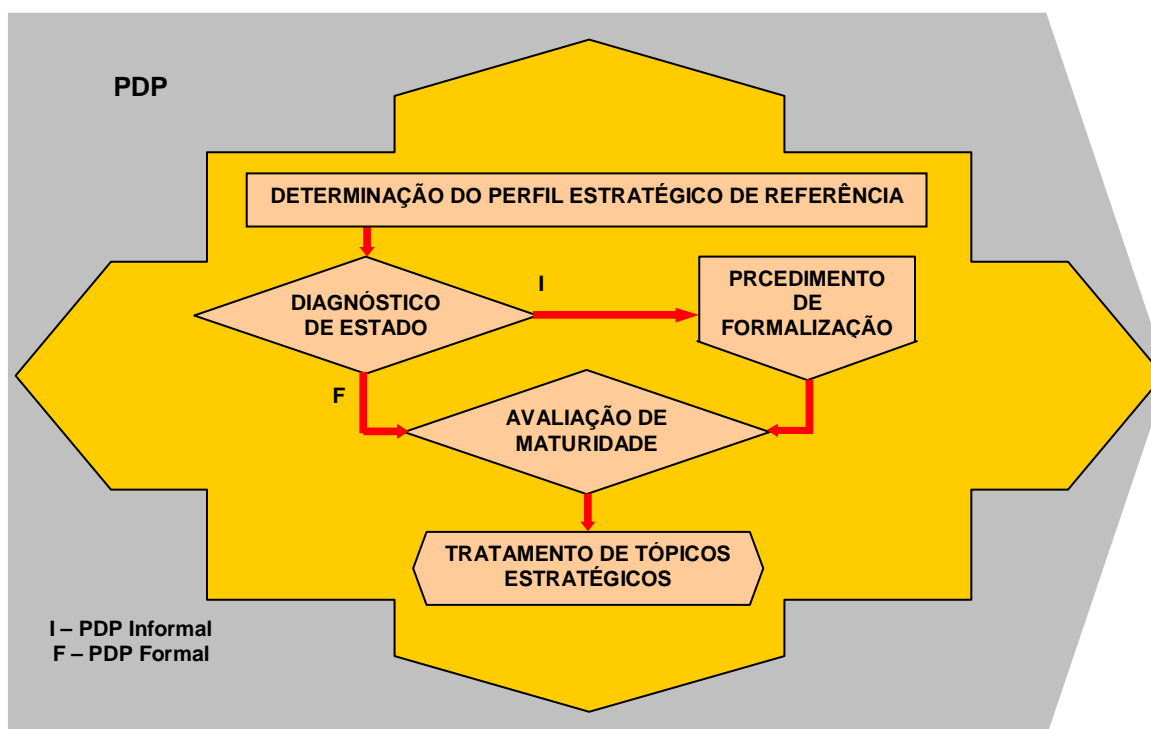 PDP
DETERMINAÇÃO DO PERFIL ESTRATÉGICO DE REFERÊNCIA
DIAGNÓSTICO
DE ESTADO
I
PRCEDIMENTO
DE
FORMALIZAÇÃO
F
AVALIAÇÃO DE
MATURIDADE
TRATAMENTO DE TÓPICOS
ESTRATÉGICOS
I – PDP Informal
F – PDP Formal